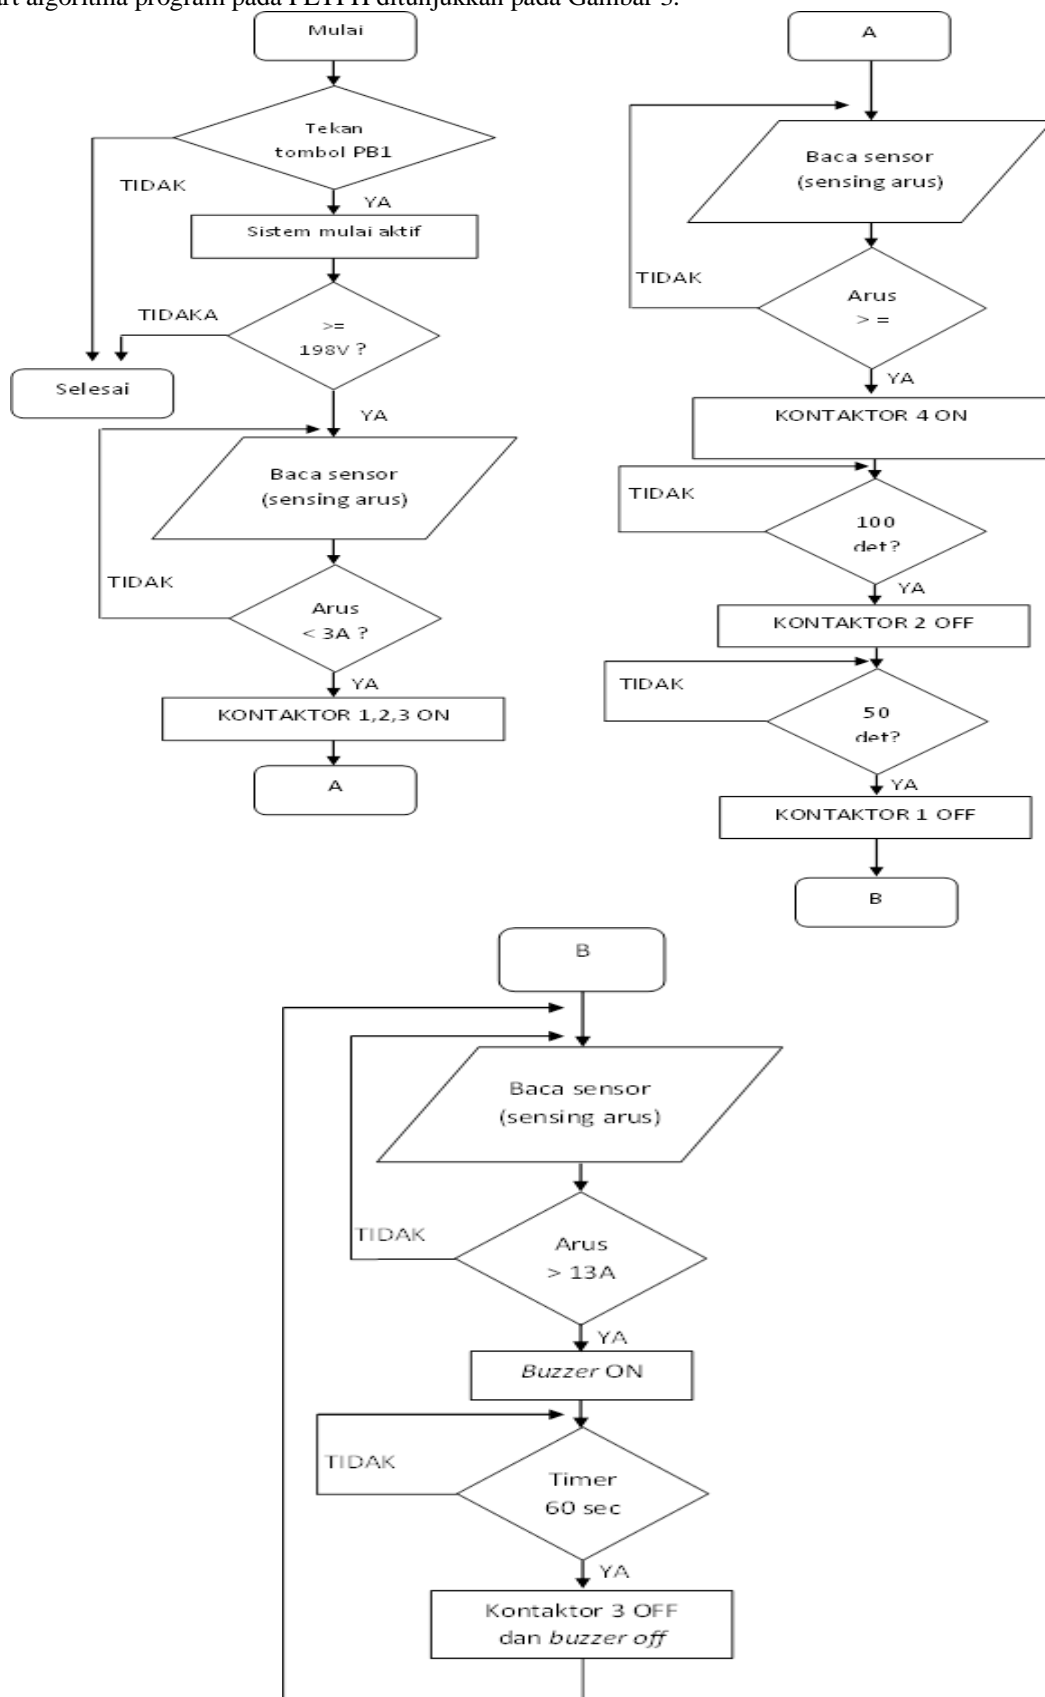 algoritma program pada
ditunjukkan pada Gambar 3.
Mulai
Tekan
tombol PB1
TIDAK
YA
Sistem mulai aktif
TIDAKA
>=
198V ?
Selesai
YA
Baca sensor
(sensing arus)
TIDAK
Arus
< 3A ?
YA
KONTAKTOR 1,2,3 ON
A
A
Baca sensor
(sensing arus)
TIDAK
Arus
> =
YA
KONTAKTOR 4 ON
TIDAK
100
det?
YA
KONTAKTOR 2 OFF
TIDAK
50
det?
YA
KONTAKTOR 1 OFF
B
B
Baca sensor
(sensing arus)
TIDAK
Arus
> 13A
YA
Buzzer ON
TIDAK
Timer
60 sec
YA
Kontaktor 3 OFF
dan buzzer off